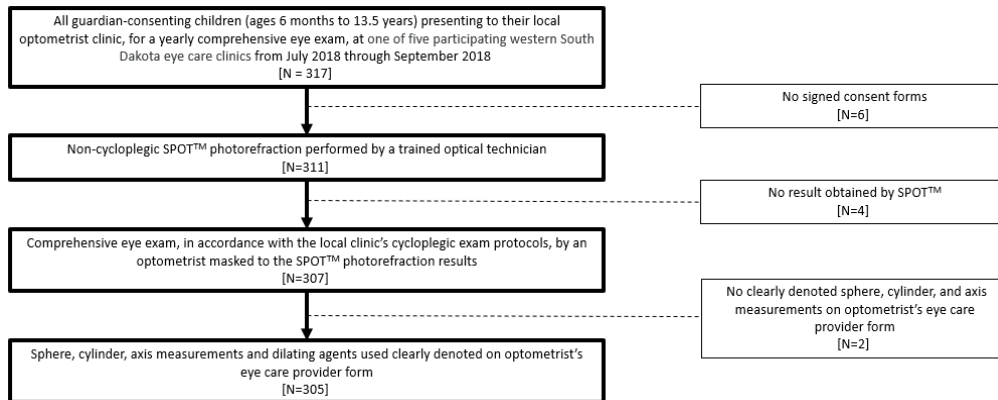 All guardian-consenting children (ages 6 months to 13.5 years) presenting to their local
optometrist clinic, for a yearly comprehensive eye exam, at one of five participating western South
Dakota eye care clinics from July 2018 through September 2018
[N = 317]
No signed consent forms
[N=6]
Non-cycloplegic SPOT™ photorefraction performed by a trained optical technician
[N=311]
No result obtained by SPOT™
[N=4]
Comprehensive eye exam, in accordance with the local clinic's cycloplegic exam protocols, by an
optometrist masked to the SPOT™ photorefraction results
[N=307]
No clearly denoted sphere, cylinder, and axis
measurements on optometrist's eye care
provider form
[N=2]
Sphere, cylinder, axis measurements and dilating agents used clearly denoted on optometrist's
eye care provider form
[N=305]